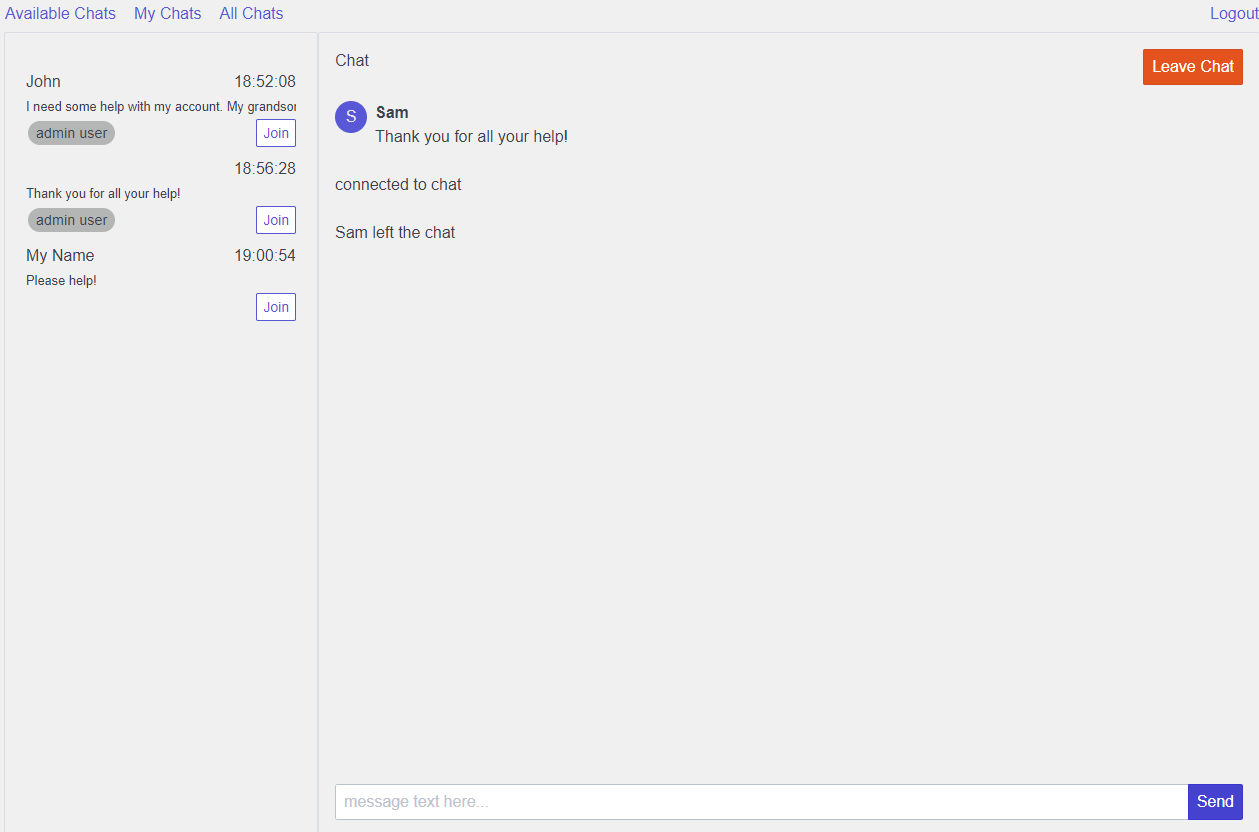 Available Chats My Chats All Chats Logout
John 18:52:08
I need some help with my account. My grandson
admin user Join
18:56:28
Thank you for all your help!
admin user Join
My Name 19:00:54
Please help!
Join
Chat Leave Chat
S Sam
Thank you for all your help!
connected to chat
Sam left the chat
message text here... Send